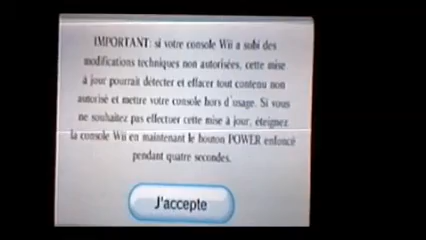 IMPORTANT: si votre console Wii a subi des
modifications techniques non autorisées, cette mise
à jour pourrait détecter et effacer tout contenu non
autorisé et mettre votre console hors d'usage. Si vous
ne souhaitez pas effectuer cette mise à jour, éteignez
la console Wii en maintenant le bouton POWER enfoncé
pendant quatre secondes.
J'accepte